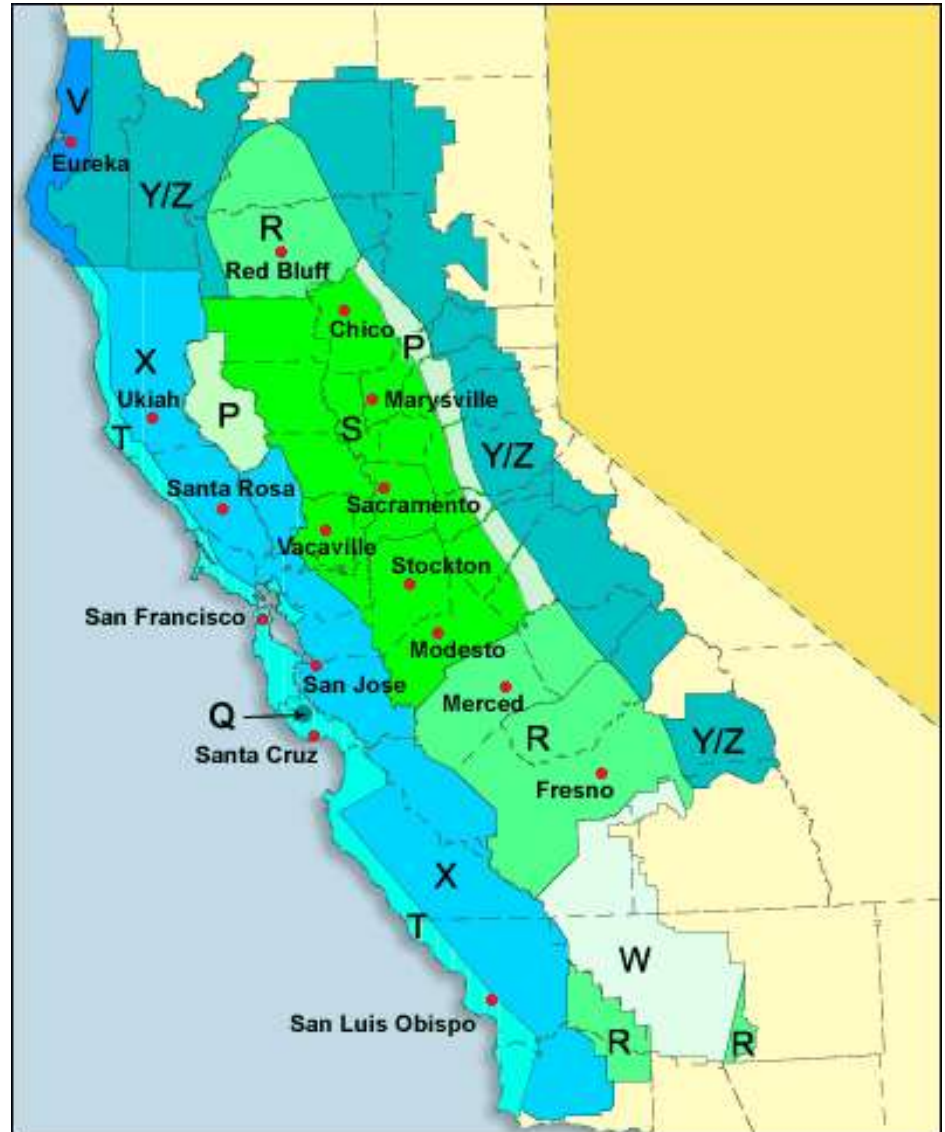 V
Eureka
Y/Z
R
Red Bluff
Chico
P
X
Ukiah
P
Marysville
T
S
Y/Z
Santa Rosa
Sacramento
Vacaville
Stockton
San Francisco
Modesto
San Jose
Merced
Q
R
Y/Z
Santa Cruz
Fresno
X
T
W
San Luis Obispo
R
R